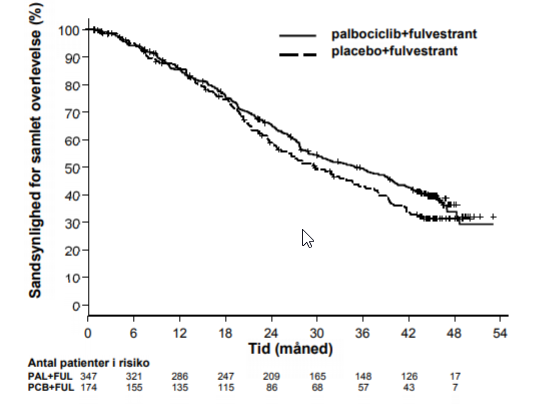 Sandsynlighed for samlet overlevelse (%)
100
90
80
70
60
50
40
30
20
10
0
palbociclib+fulvestrant
placebo+fulvestrant
0 6 12 18 24 30 36 42 48 54
Tid (måned)
Antal patienter i risiko
PAL+FUL 347 321 286 247 209 165 148 126 17
PCB+FUL 174 155 135 115 86 68 57 43 7